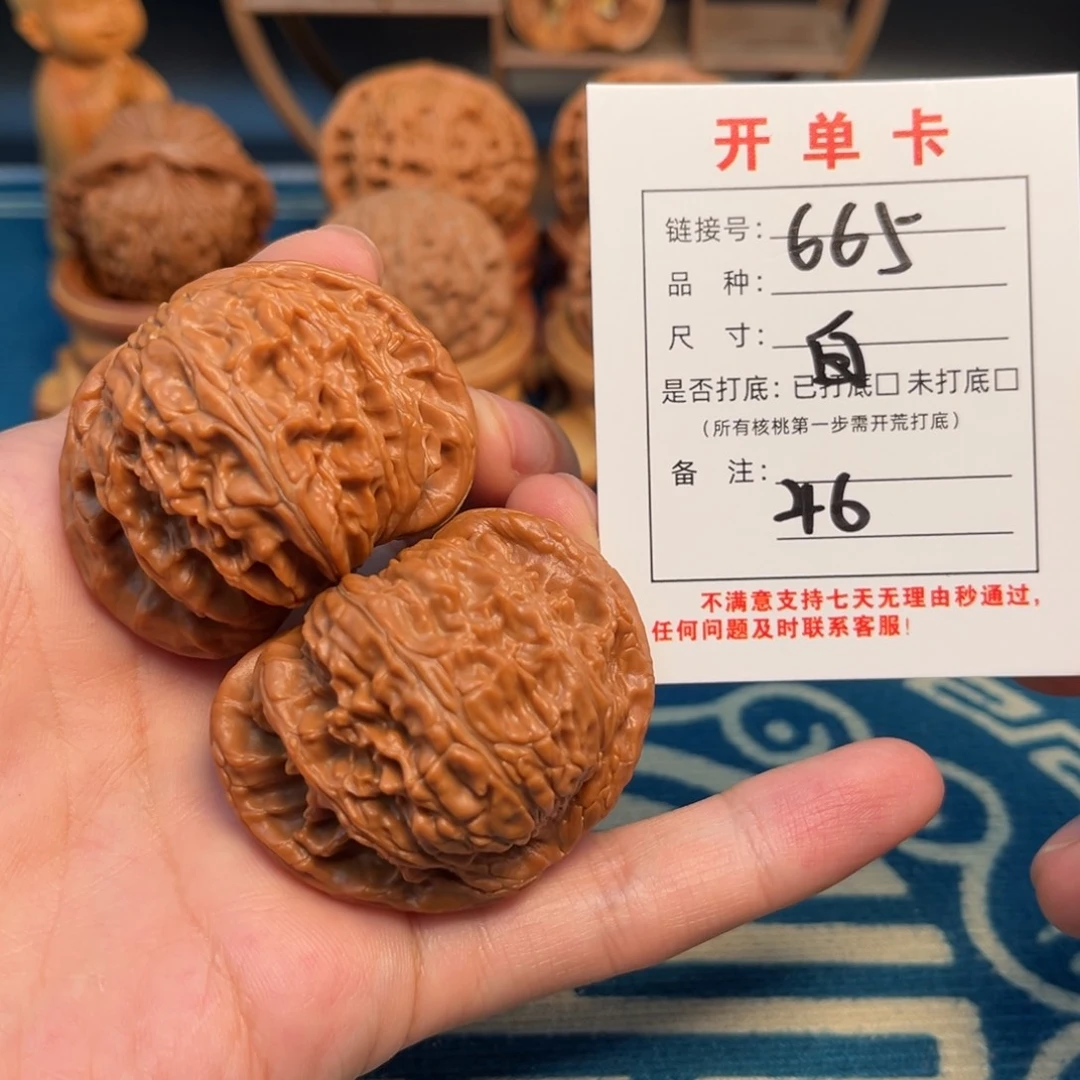 开单卡
链接号：665
品 种：
尺 寸：白
是否打底：已打底□ 未打底□
（所有核桃第一步需开荒打底）
备 注：
46
不满意支持七天无理由秒通过，
任何问题及时联系客服！